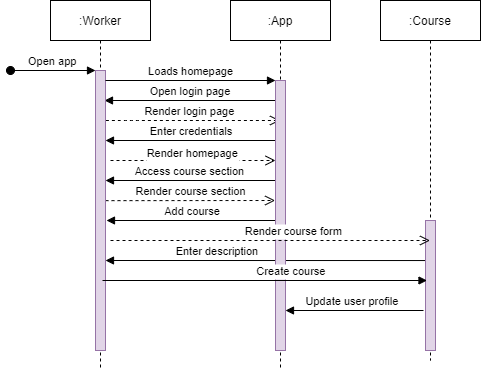 :Worker
:App
:Course
Open app
Loads homepage
Open login page
Render login page
Enter credentials
Render homepage
Access course section
Render course section
Add course
Render course form
Enter description
Create course
Update user profile